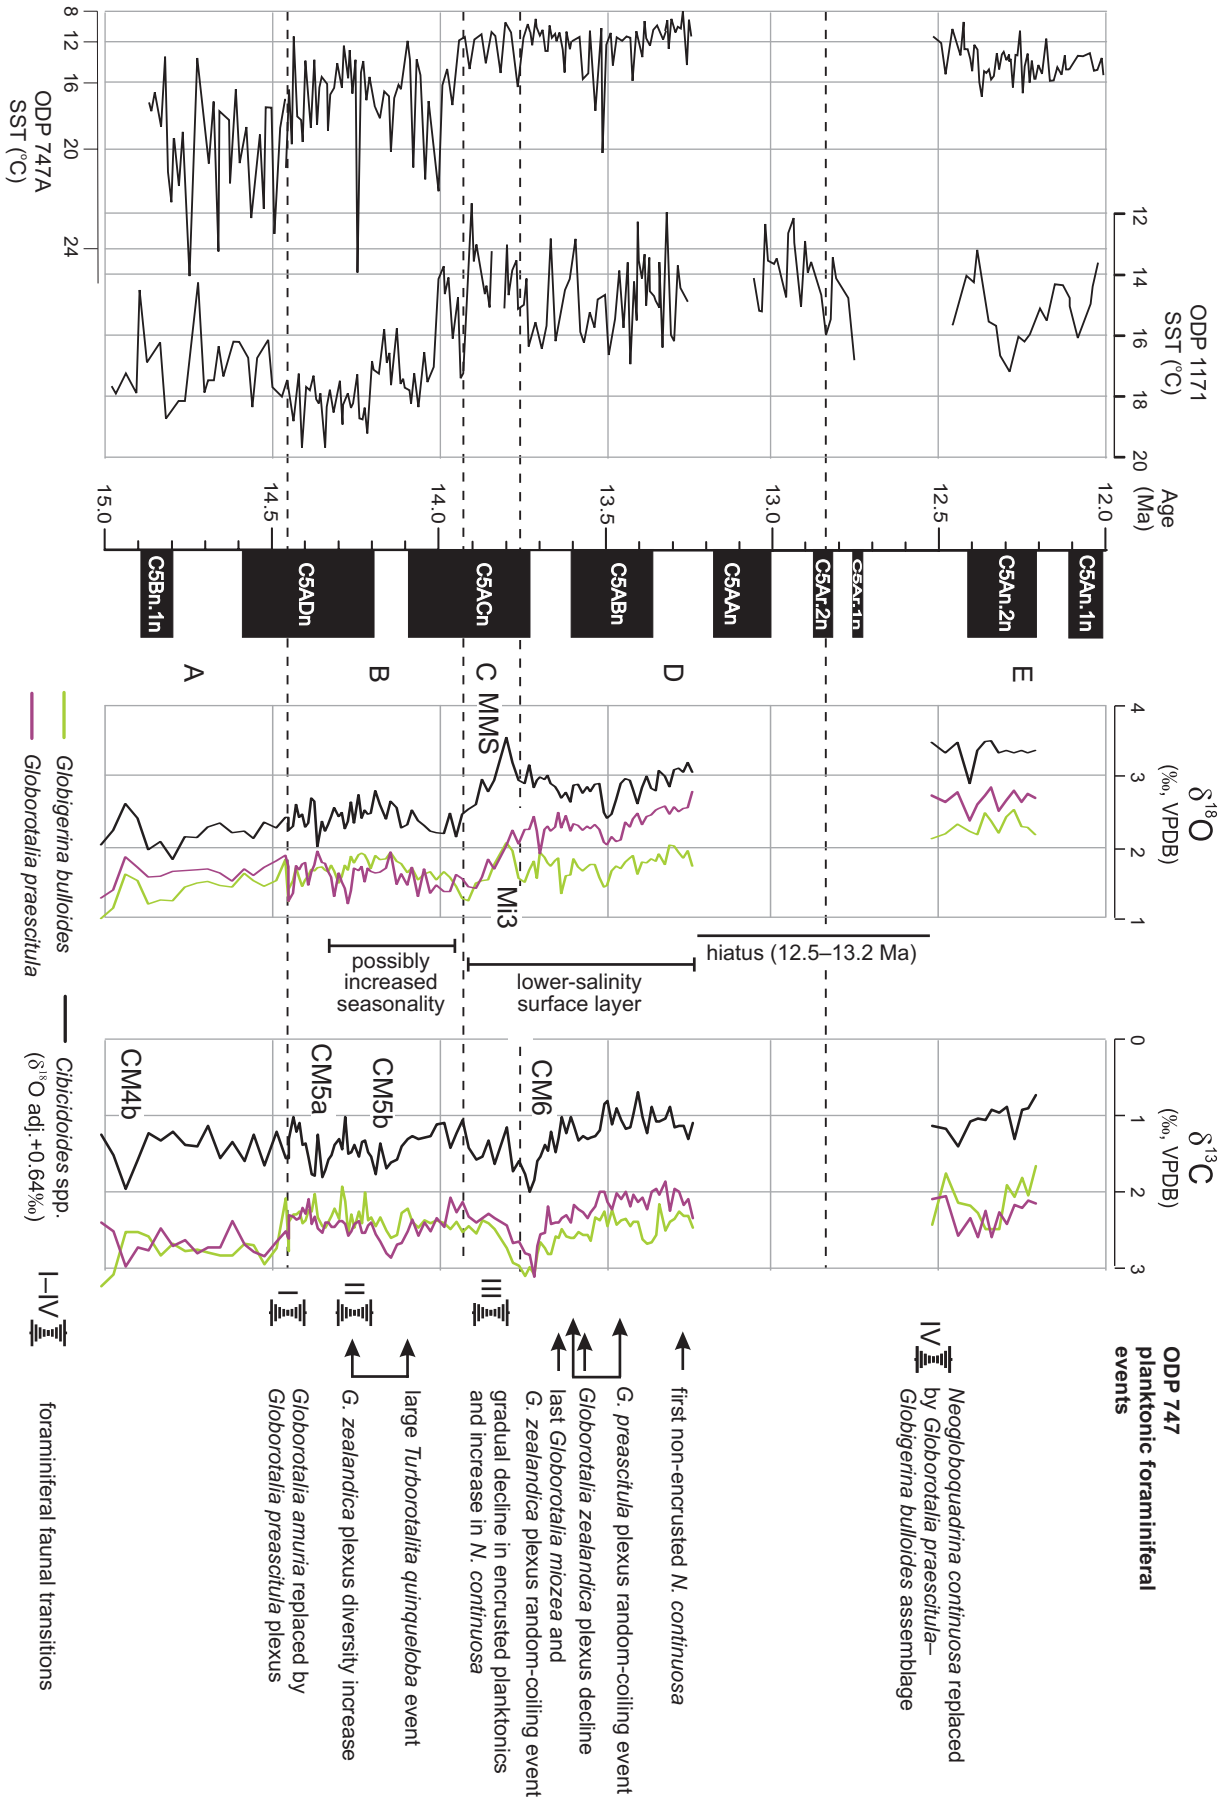 8
12
16
20
24
ODP 747A
SST (°C)
12
14
16
18
20
ODP 1171
SST (°C)
Age
(Ma)
15.0
14.5
14.0
13.5
13.0
12.5
12.0
C5Bn.1n
C5ADn
C5ACn
C5ABn
C5AAn
C5Ar.2n
C5Ar.1n
C5An.2n
C5An.1n
A
B
C
D
E
MMS
Mi3
4
3
2
1
δ18O
(‰, VPDB)
hiatus (12.5–13.2 Ma)
possibly
increased
seasonality
lower-salinity
surface layer
0
1
2
3
δ13C
(‰, VPDB)
CM4b
CM5a
CM5b
CM6
Globigerina bulloides
Globorotalia praescitula
Cibicidoides spp.
(δ18O adj.+0.64‰)
I–IV
foraminiferal faunal transitions
I
II
III
IV
ODP 747
planktonic foraminiferal
events
Neogloboquadrina continuosa replaced
by Globorotalia praescitula–
Globigerina bulloides assemblage
first non-encrusted N. continuosa
G. preascitula plexus random-coiling event
Globorotalia zealandica plexus decline
last Globorotalia miozea and
G. zealandica plexus random-coiling event
gradual decline in encrusted planktonics
and increase in N. continuosa
large Turborotalita quinqueloba event
G. zealandica plexus diversity increase
Globorotalia amuria replaced by
Globorotalia preascitula plexus